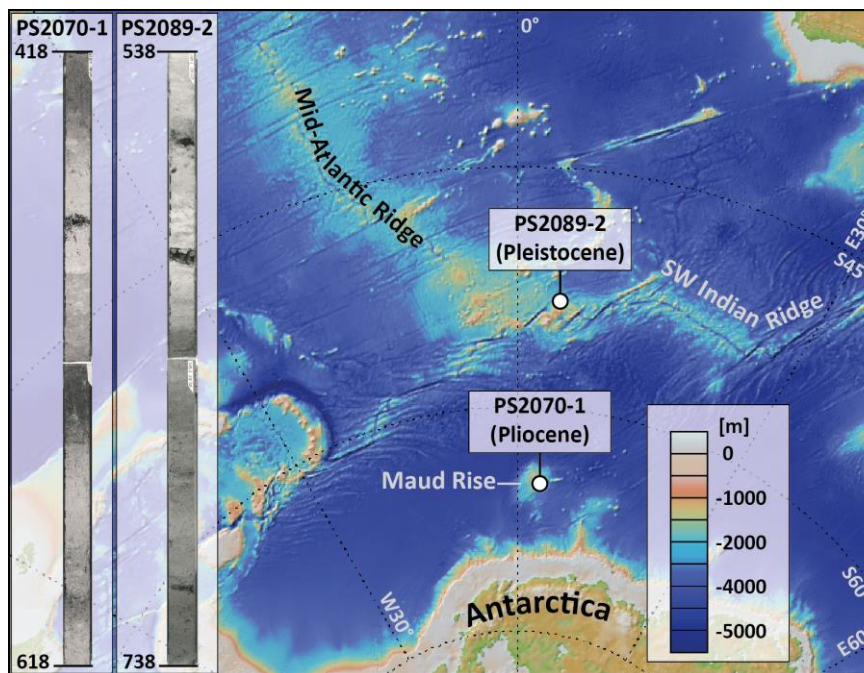 PS2070-1
418
618
PS2089-2
538
738
0°
Mid-Atlantic Ridge
PS2089-2
(Pleistocene)
SW Indian Ridge
E30
S45
PS2070-1
(Pliocene)
Maud Rise
[m]
0
-1000
-2000
-4000
-5000
W30°
Antarctica
S60
E60